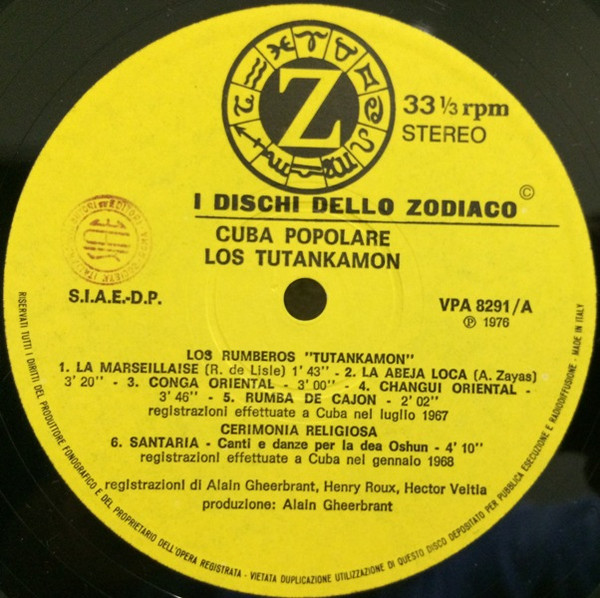 Z
33 ⅓ rpm
STEREO
I DISCHI DELLO ZODIACO ©
CUBA POPOLARE
LOS TUTANKAMON
S.I.A.E.-D.P.
VPA 8291/A
Ⓟ 1976
LOS RUMBEROS "TUTANKAMON"
1. LA MARSEILLAISE (R. de Lisle) 1' 43" - 2. LA ABEJA LOCA (A. Zayas)
3' 20" - 3. CONGA ORIENTAL - 3' 00" - 4. CHANGUI ORIENTAL -
3' 46" - 5. RUMBA DE CAJON - 2' 02"
registrazioni effettuate a Cuba nel luglio 1967
CERIMONIA RELIGIOSA
6. SANTARIA - Canti e danze per la dea Oshun - 4' 10"
registrazioni effettuate a Cuba nel gennaio 1968
registrazioni di Alain Gheerbrant, Henry Roux, Hector Veitia
produzione: Alain Gheerbrant
RISERVATI TUTTI I DIRITTI DEL PRODUTTORE FONOGRAFICO E DEL PROPRIETARIO DELL'OPERA REGISTRATA - VIETATA DUPLICAZIONE UTILIZZAZIONE DI QUESTO DISCO DEPOSITATO PER PUBBLICA ESECUZIONE E RADIODIFFUSIONE - MADE IN ITALY